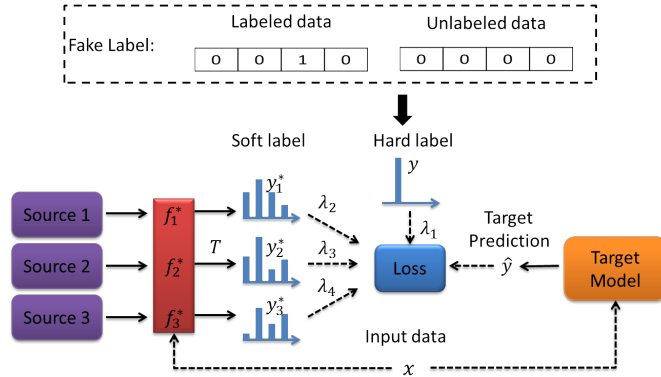 Labeled data
Unlabeled data
Fake Label:
0 0 1 0
0 0 0 0
Soft label
Hard label
y
y₁*
λ₂
λ₁
Source 1
f₁*
Target
Prediction
T
y₂*
λ₃
Source 2
f₂*
Loss
ŷ
Target
Model
λ₄
y₃*
Source 3
f₃*
Input data
x